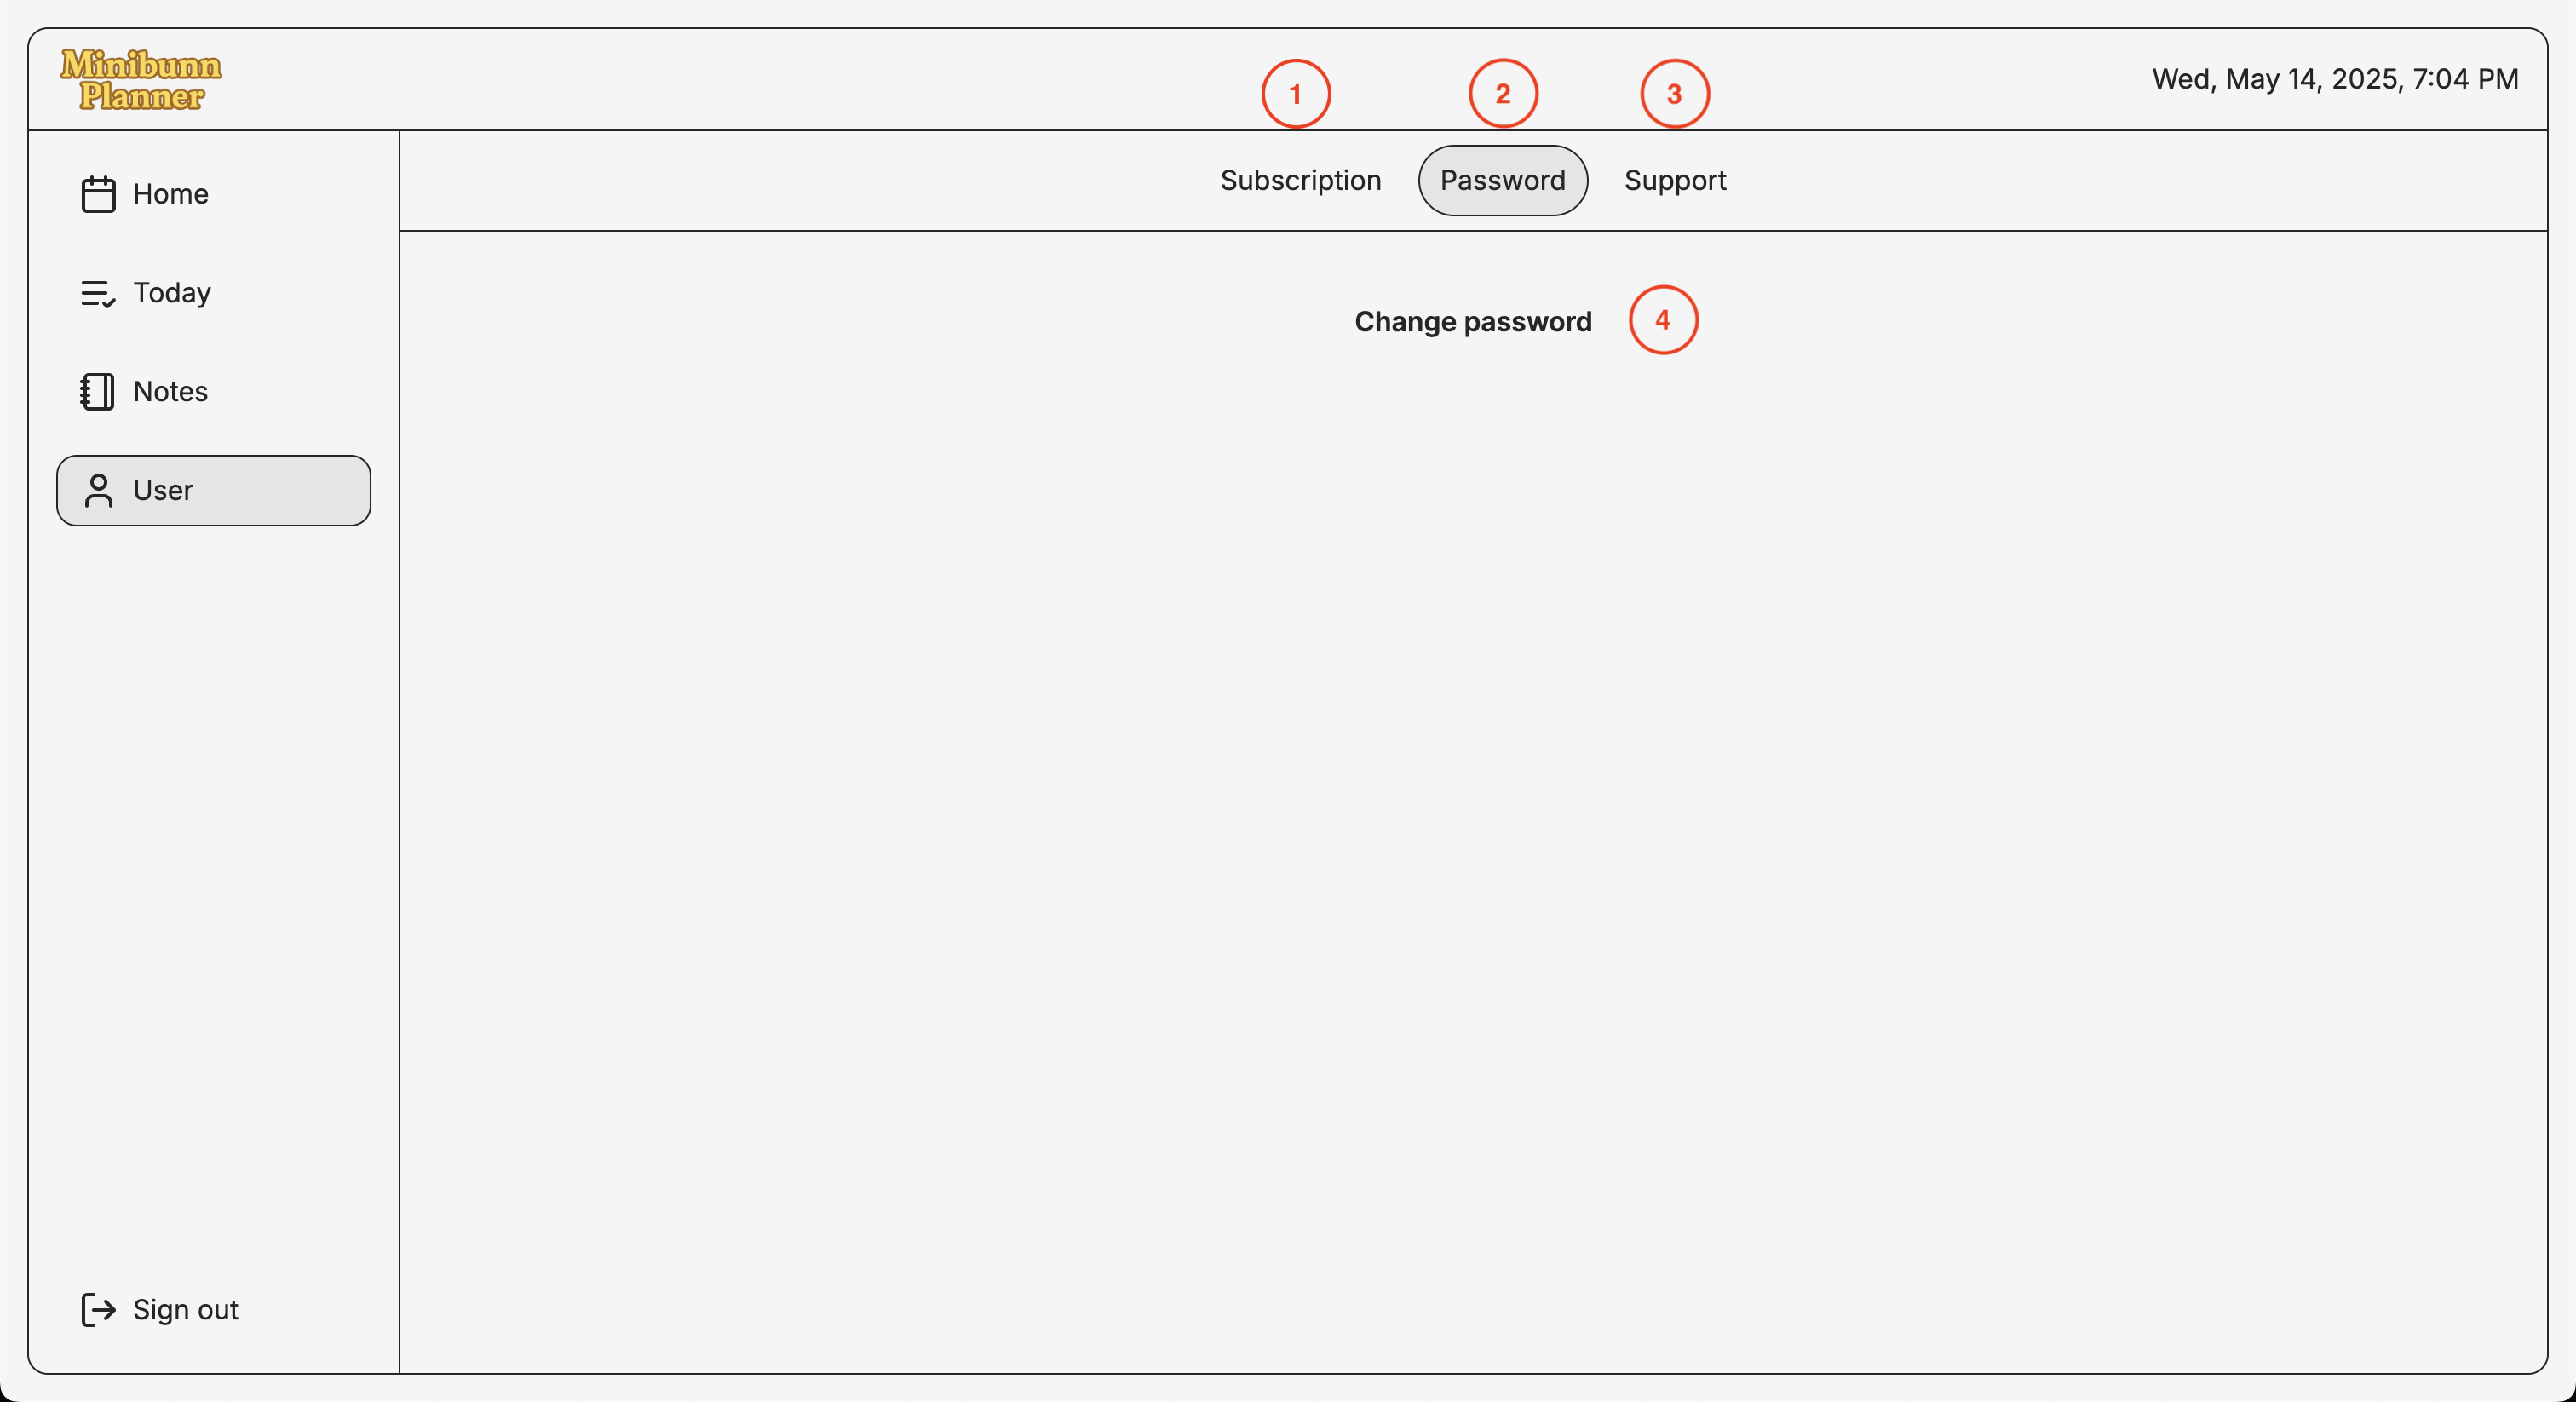 Minibunn
Planner
Wed, May 14, 2025, 7:04 PM
1
2
3
Subscription
Password
Support
Home
Today
Notes
User
Change password
4
Sign out